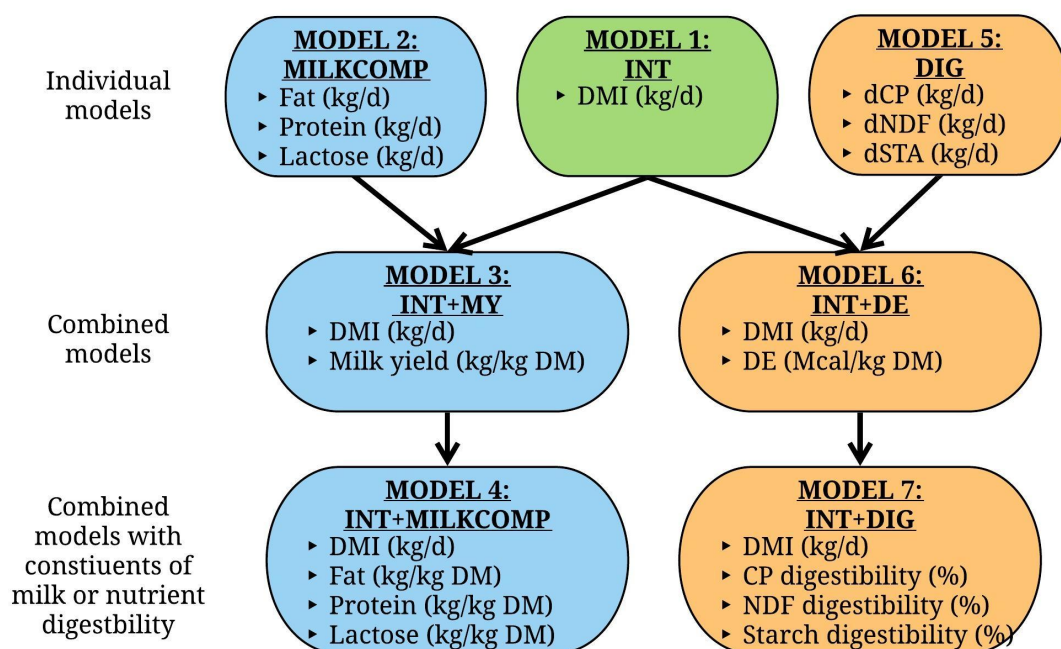 Individual
models
MODEL 2:
MILKCOMP
‣ Fat (kg/d)
‣ Protein (kg/d)
‣ Lactose (kg/d)
MODEL 1:
INT
‣ DMI (kg/d)
MODEL 5:
DIG
‣ dCP (kg/d)
‣ dNDF (kg/d)
‣ dSTA (kg/d)
Combined
models
MODEL 3:
INT+MY
‣ DMI (kg/d)
‣ Milk yield (kg/kg DM)
MODEL 6:
INT+DE
‣ DMI (kg/d)
‣ DE (Mcal/kg DM)
Combined
models with
constiuents of
milk or nutrient
digestbility
MODEL 4:
INT+MILKCOMP
‣ DMI (kg/d)
‣ Fat (kg/kg DM)
‣ Protein (kg/kg DM)
‣ Lactose (kg/kg DM)
MODEL 7:
INT+DIG
‣ DMI (kg/d)
‣ CP digestibility (%)
‣ NDF digestibility (%)
‣ Starch digestibility (%)